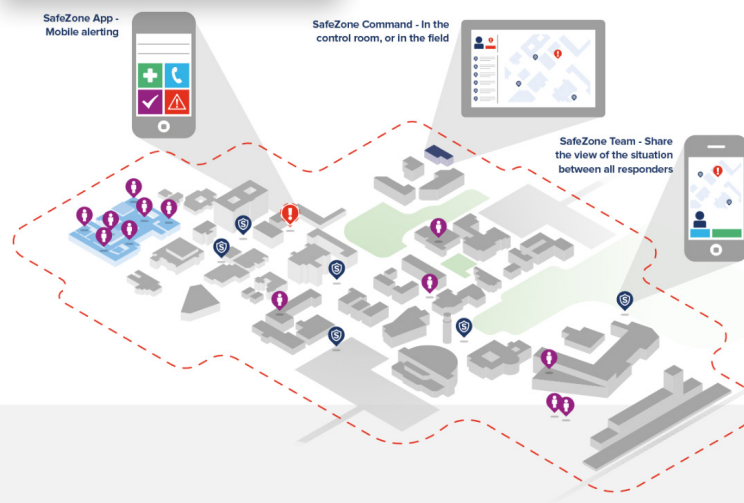 SafeZone App -
Mobile alerting
SafeZone Command - In the
control room, or in the field
SafeZone Team - Share
the view of the situation
between all responders
S
S
S
S
S
S